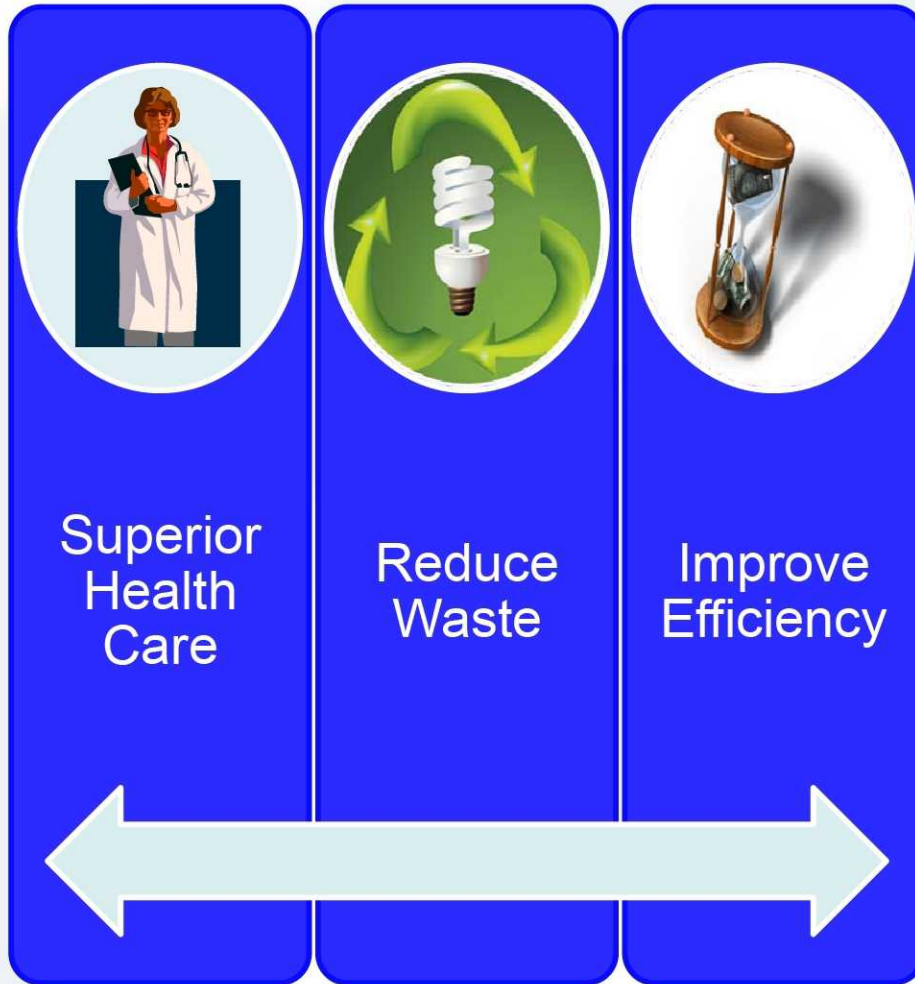 Superior
Health
Care
Reduce
Waste
Improve
Efficiency